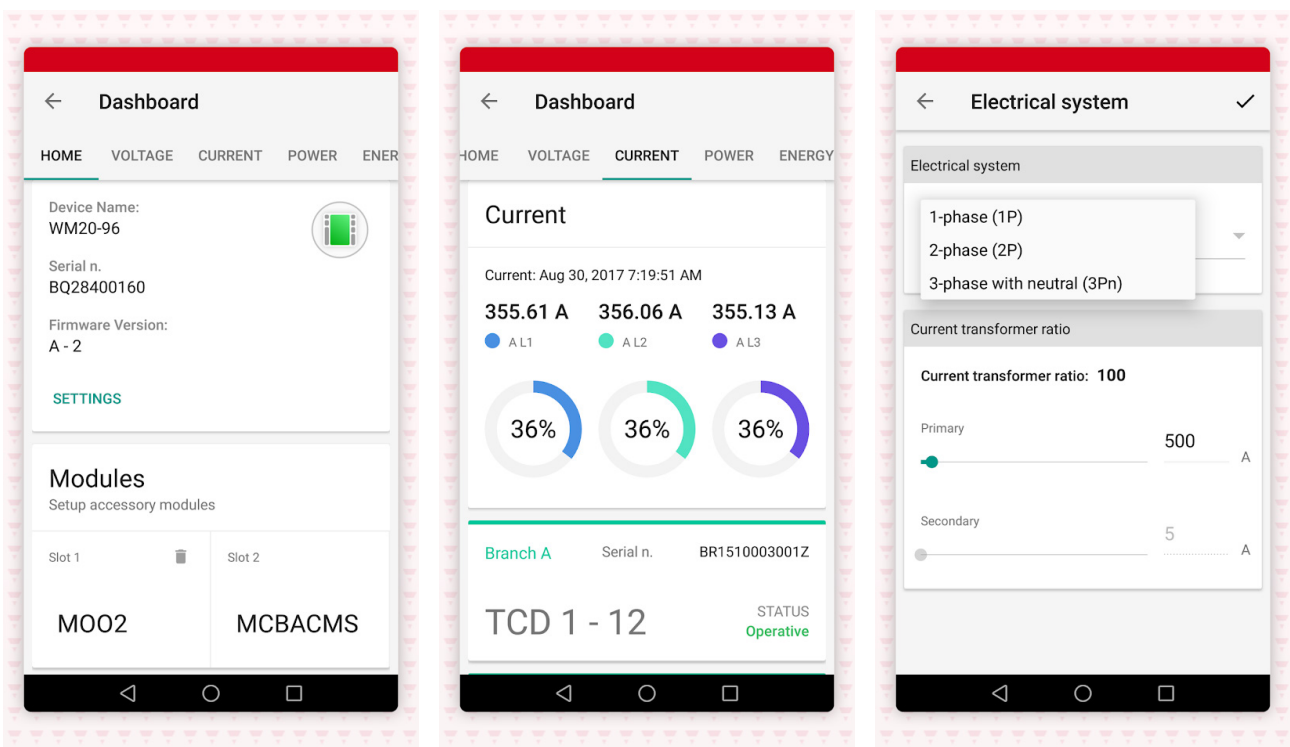 Dashboard
HOME VOLTAGE CURRENT POWER ENER
Device Name:
WM20-96
Serial n.
BQ28400160
Firmware Version:
A - 2
SETTINGS
Modules
Setup accessory modules
Slot 1
MOO2
Slot 2
MCBACMS
Dashboard
HOME VOLTAGE CURRENT POWER ENERGY
Current
Current: Aug 30, 2017 7:19:51 AM
355.61 A 356.06 A 355.13 A
A L1 A L2 A L3
36% 36% 36%
Branch A Serial n. BR1510003001Z
TCD 1 - 12
STATUS
Operative
Electrical system
Electrical system
1-phase (1P)
2-phase (2P)
3-phase with neutral (3Pn)
Current transformer ratio
Current transformer ratio: 100
Primary
500 A
Secondary
5 A